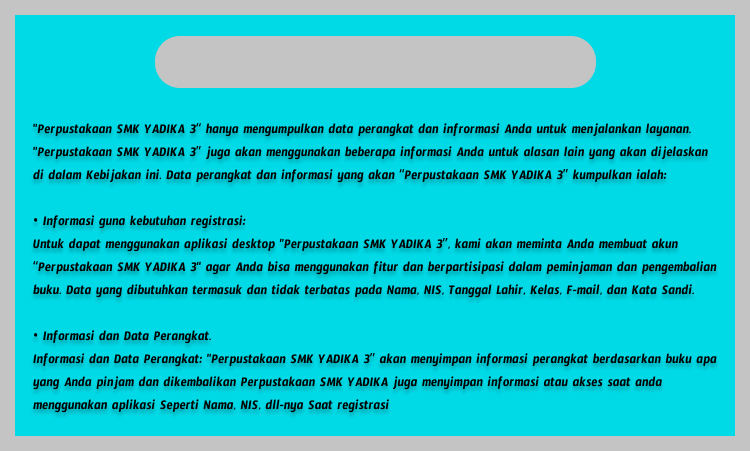 "Perpustakaan SMK YADIKA 3" hanya mengumpulkan data perangkat dan infrormasi Anda untuk menjalankan layanan.
"Perpustakaan SMK YADIKA 3" juga akan menggunakan beberapa informasi Anda untuk alasan lain yang akan dijelaskan
di dalam Kebijakan ini. Data perangkat dan informasi yang akan "Perpustakaan SMK YADIKA 3" kumpulkan ialah:
• Informasi guna kebutuhan registrasi:
Untuk dapat menggunakan aplikasi desktop "Perpustakaan SMK YADIKA 3", kami akan meminta Anda membuat akun
"Perpustakaan SMK YADIKA 3" agar Anda bisa menggunakan fitur dan berpartisipasi dalam peminjaman dan pengembalian
buku. Data yang dibutuhkan termasuk dan tidak terbatas pada Nama, NIS, Tanggal Lahir, Kelas, E-mail, dan Kata Sandi.
• Informasi dan Data Perangkat.
Informasi dan Data Perangkat: "Perpustakaan SMK YADIKA 3" akan menyimpan informasi perangkat berdasarkan buku apa
yang Anda pinjam dan dikembalikan Perpustakaan SMK YADIKA juga menyimpan informasi atau akses saat anda
menggunakan aplikasi Seperti Nama, NIS, dll-nya Saat registrasi